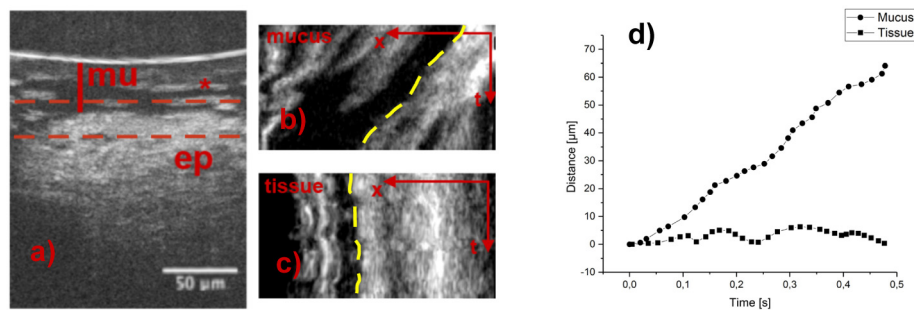 mu
*
ep
a)
50 µm
mucus
x
t
b)
tissue
x
t
c)
d)
Mucus
Tissue
Distance [µm]
70
60
50
40
30
20
10
0
-10
0,0 0,1 0,2 0,3 0,4 0,5
Time [s]